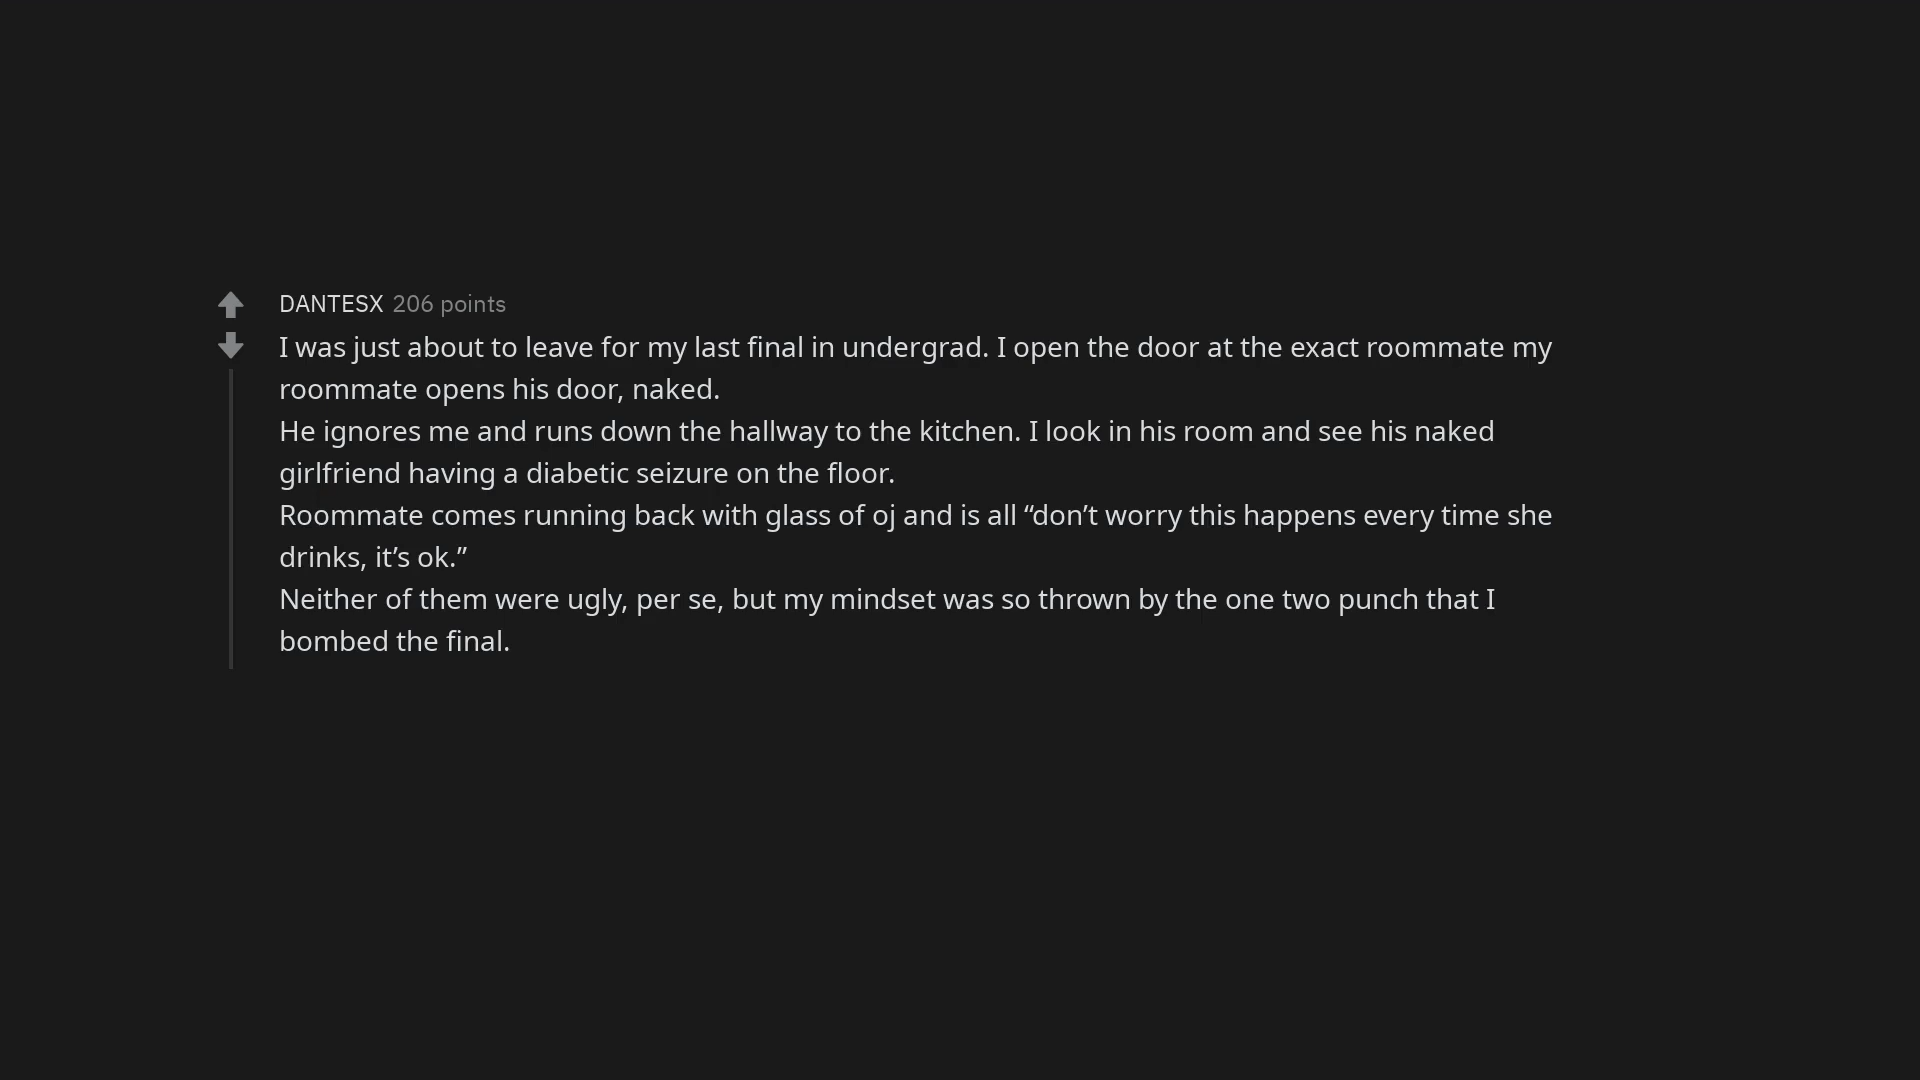 DANTESX 206 points
I was just about to leave for my last final in undergrad. I open the door at the exact roommate my
roommate opens his door, naked.
He ignores me and runs down the hallway to the kitchen. I look in his room and see his naked
girlfriend having a diabetic seizure on the floor.
Roommate comes running back with glass of oj and is all “don’t worry this happens every time she
drinks, it’s ok.”
Neither of them were ugly, per se, but my mindset was so thrown by the one two punch that I
bombed the final.